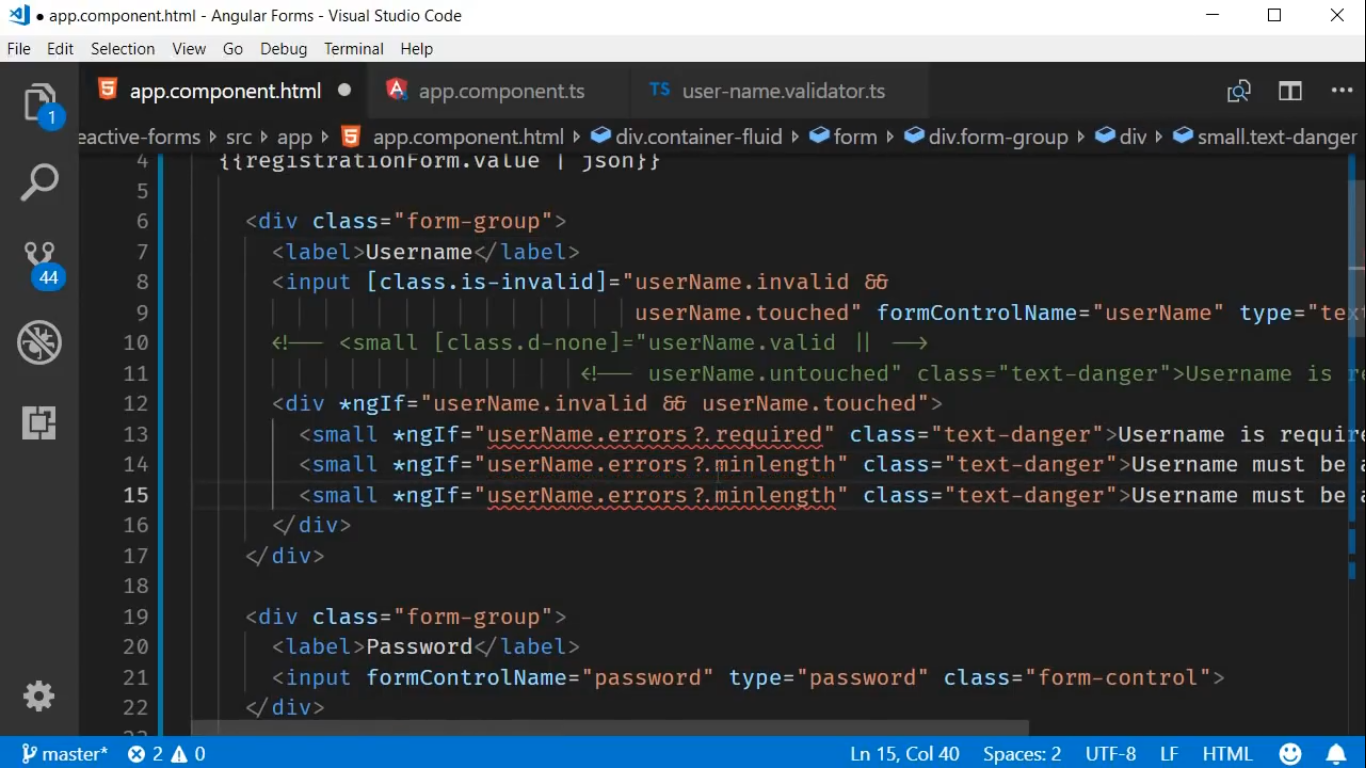 app.component.html - Angular Forms - Visual Studio Code
File Edit Selection View Go Debug Terminal Help
app.component.html app.component.ts TS user-name.validator.ts
1
eactive-forms › src › app › app.component.html › div.container-fluid › form › div.form-group › div › small.text-danger
4 {{registrationForm.value | json}}
5
6 <div class="form-group">
7 <label>Username</label>
8 <input [class.is-invalid]="userName.invalid &&
9 userName.touched" formControlName="userName" type="tex
10 <!-- <small [class.d-none]="userName.valid || -->
11 <!-- userName.untouched" class="text-danger">Username is re
12 <div *ngIf="userName.invalid && userName.touched">
13 <small *ngIf="userName.errors?.required" class="text-danger">Username is require
14 <small *ngIf="userName.errors?.minlength" class="text-danger">Username must be a
15 <small *ngIf="userName.errors?.minlength" class="text-danger">Username must be a
16 </div>
17 </div>
18
19 <div class="form-group">
20 <label>Password</label>
21 <input formControlName="password" type="password" class="form-control">
22 </div>
44
master* 2 0 Ln 15, Col 40 Spaces: 2 UTF-8 LF HTML